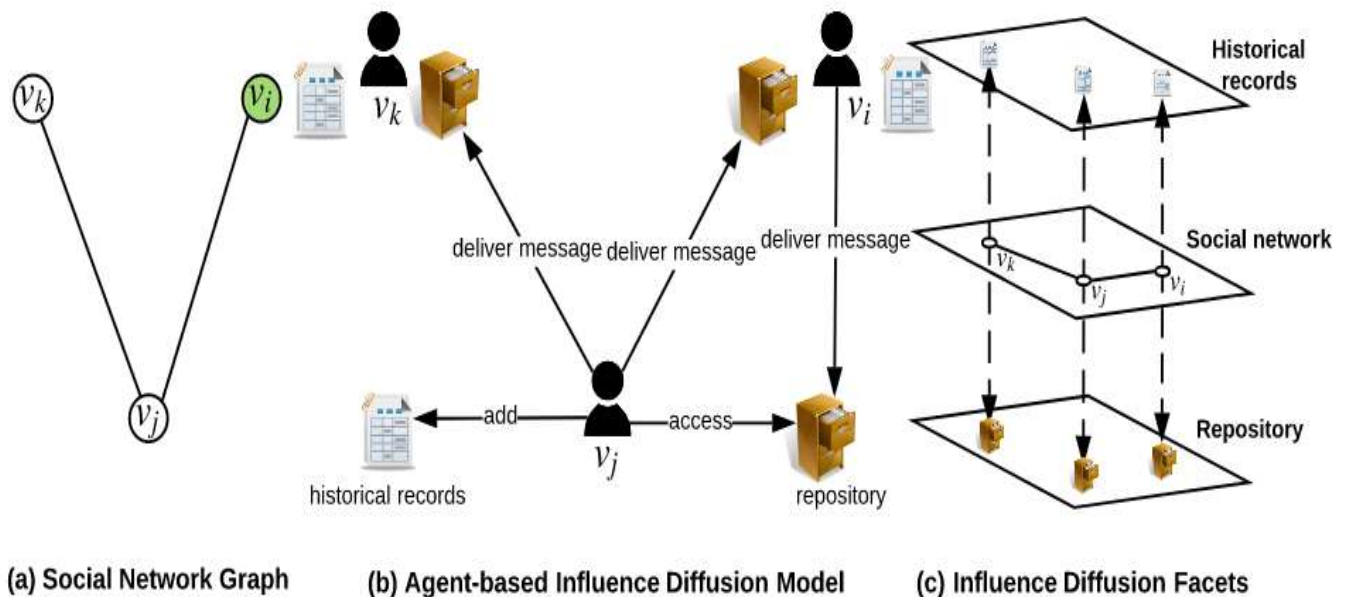 v_k
v_i
v_j
(a) Social Network Graph
v_k
v_i
deliver message
deliver message
deliver message
add
access
v_j
historical records
repository
(b) Agent-based Influence Diffusion Model
Historical
records
Social network
v_k
v_j
v_i
Repository
(c) Influence Diffusion Facets